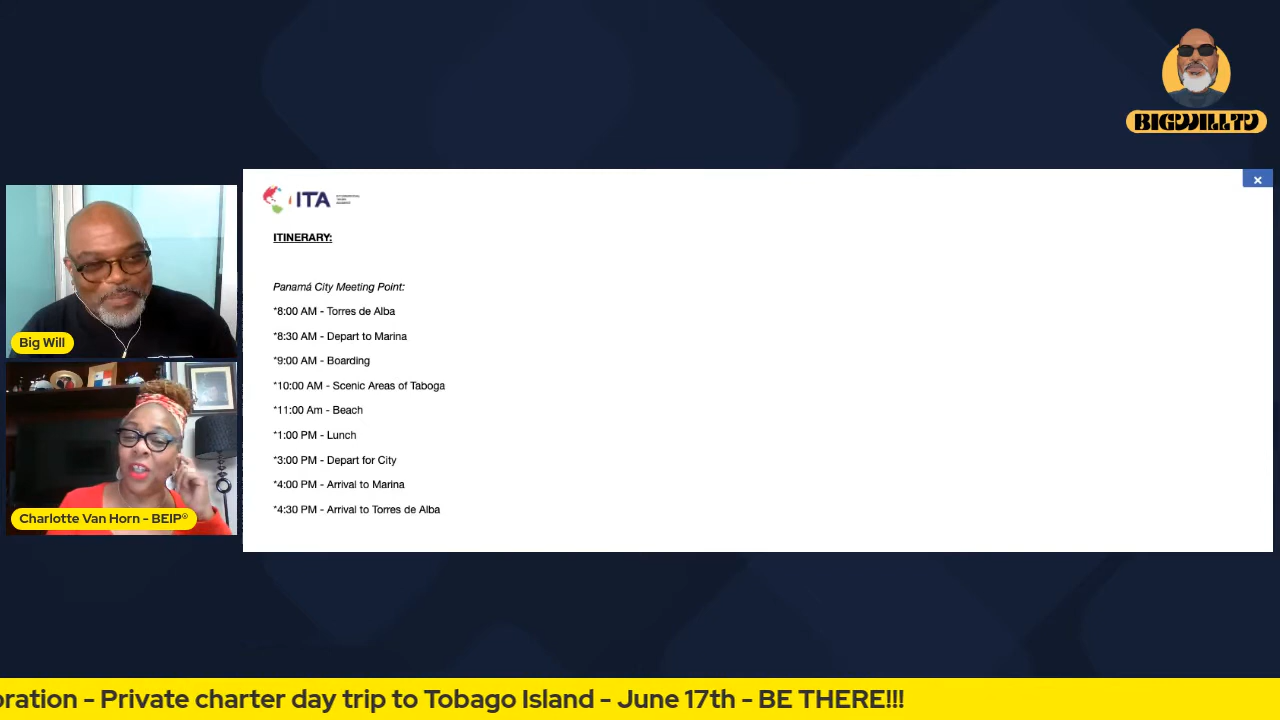 BIGWILLTV
ITA
ITINERARY:
Panamá City Meeting Point:
*8:00 AM - Torres de Alba
*8:30 AM - Depart to Marina
*9:00 AM - Boarding
*10:00 AM - Scenic Areas of Taboga
*11:00 Am - Beach
*1:00 PM - Lunch
*3:00 PM - Depart for City
*4:00 PM - Arrival to Marina
*4:30 PM - Arrival to Torres de Alba
Big Will
Charlotte Van Horn - BEIP®
oration - Private charter day trip to Tobago Island - June 17th - BE THERE!!!